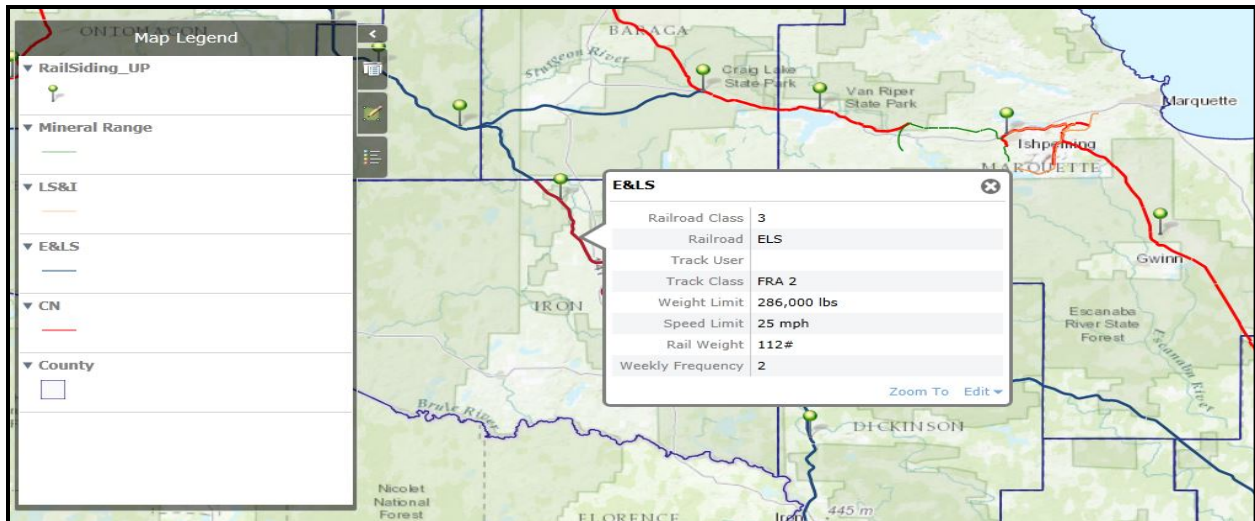 Map Legend
RailSiding_UP
Mineral Range
LS&I
E&LS
CN
County
BARAGA
Sturgeon River
Craig Lake
State Park
Van Riper
State Park
Marquette
Ishpeming
MARQUETTE
Gwinn
E&LS
Railroad Class 3
Railroad ELS
Track User
Track Class FRA 2
Weight Limit 286,000 lbs
Speed Limit 25 mph
Rail Weight 112#
Weekly Frequency 2
Zoom To Edit
IRON
Escanaba
River State
Forest
Escanaba River
Brule River
DICKINSON
Nicolet
National
Forest
FLORENCE
Iron
445 m